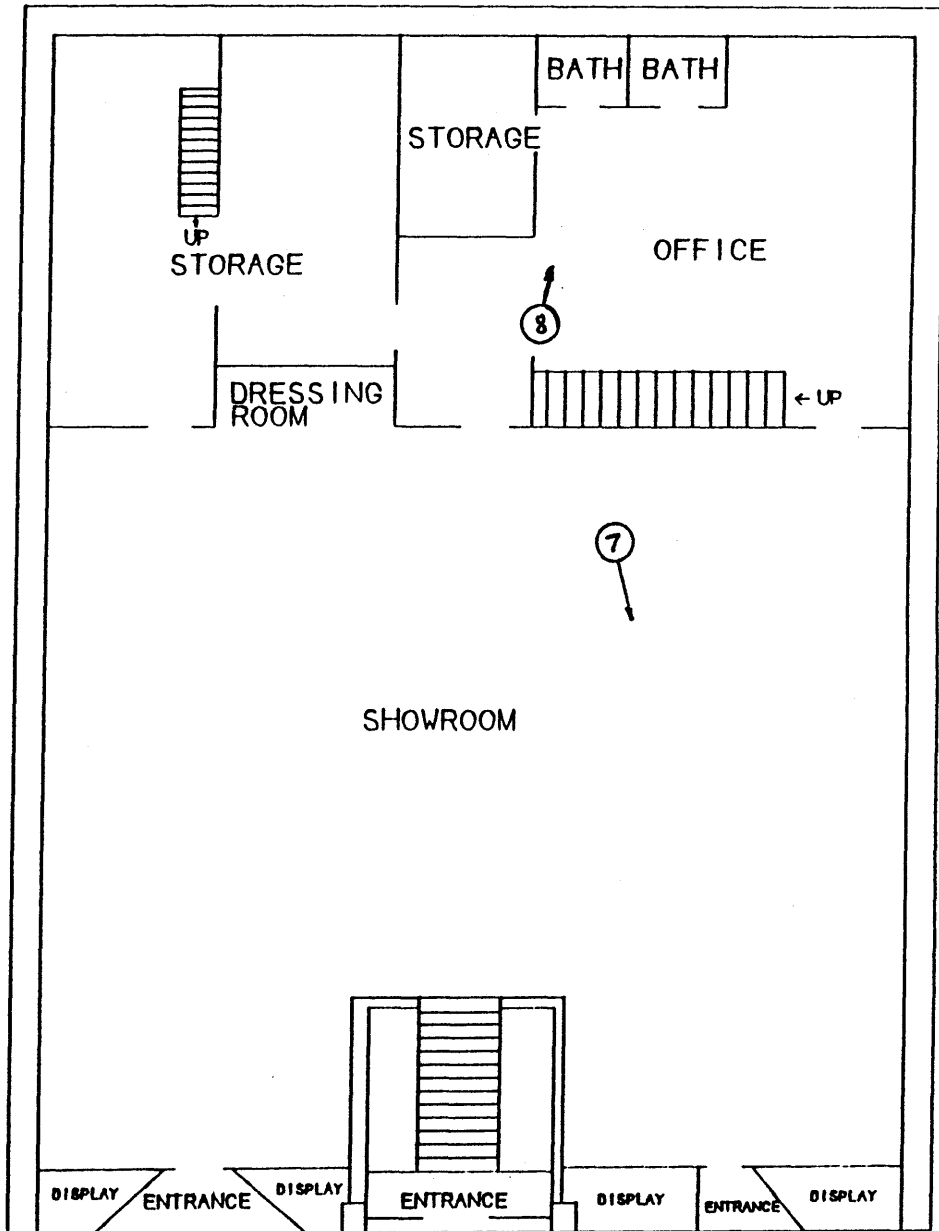 BATH BATH
STORAGE
UP
STORAGE
OFFICE
8
DRESSING
ROOM
← UP
7
SHOWROOM
DISPLAY
ENTRANCE
DISPLAY
ENTRANCE
DISPLAY
ENTRANCE
DISPLAY